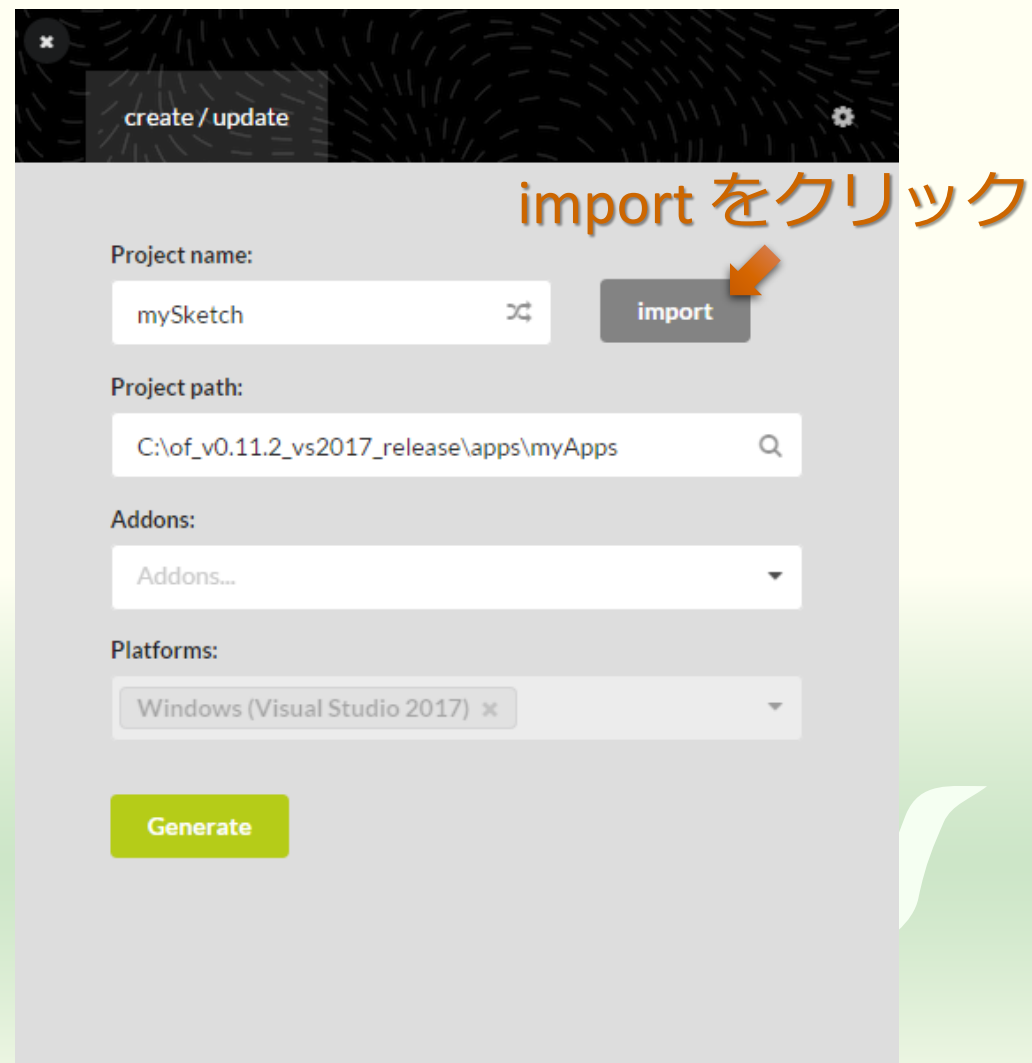 create / update
import をクリック
Project name:
mySketch
import
Project path:
C:\of_v0.11.2_vs2017_release\apps\myApps
Addons:
Addons...
Platforms:
Windows (Visual Studio 2017)
Generate